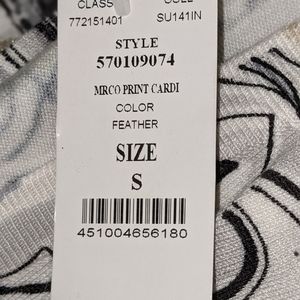 CLASS
772151401 SU141IN
STYLE
570109074
MRCO PRINT CARDI
COLOR
FEATHER
SIZE
S
451004656180